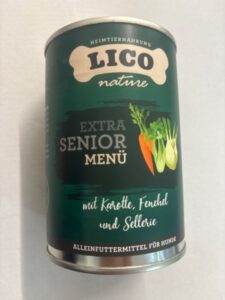 HEIMTIERNAHRUNG
LICO
nature
EXTRA
SENIOR
MENÜ
mit Karotte, Fenchel
und Sellerie
ALLEINFUTTERMITTEL FÜR HUNDE